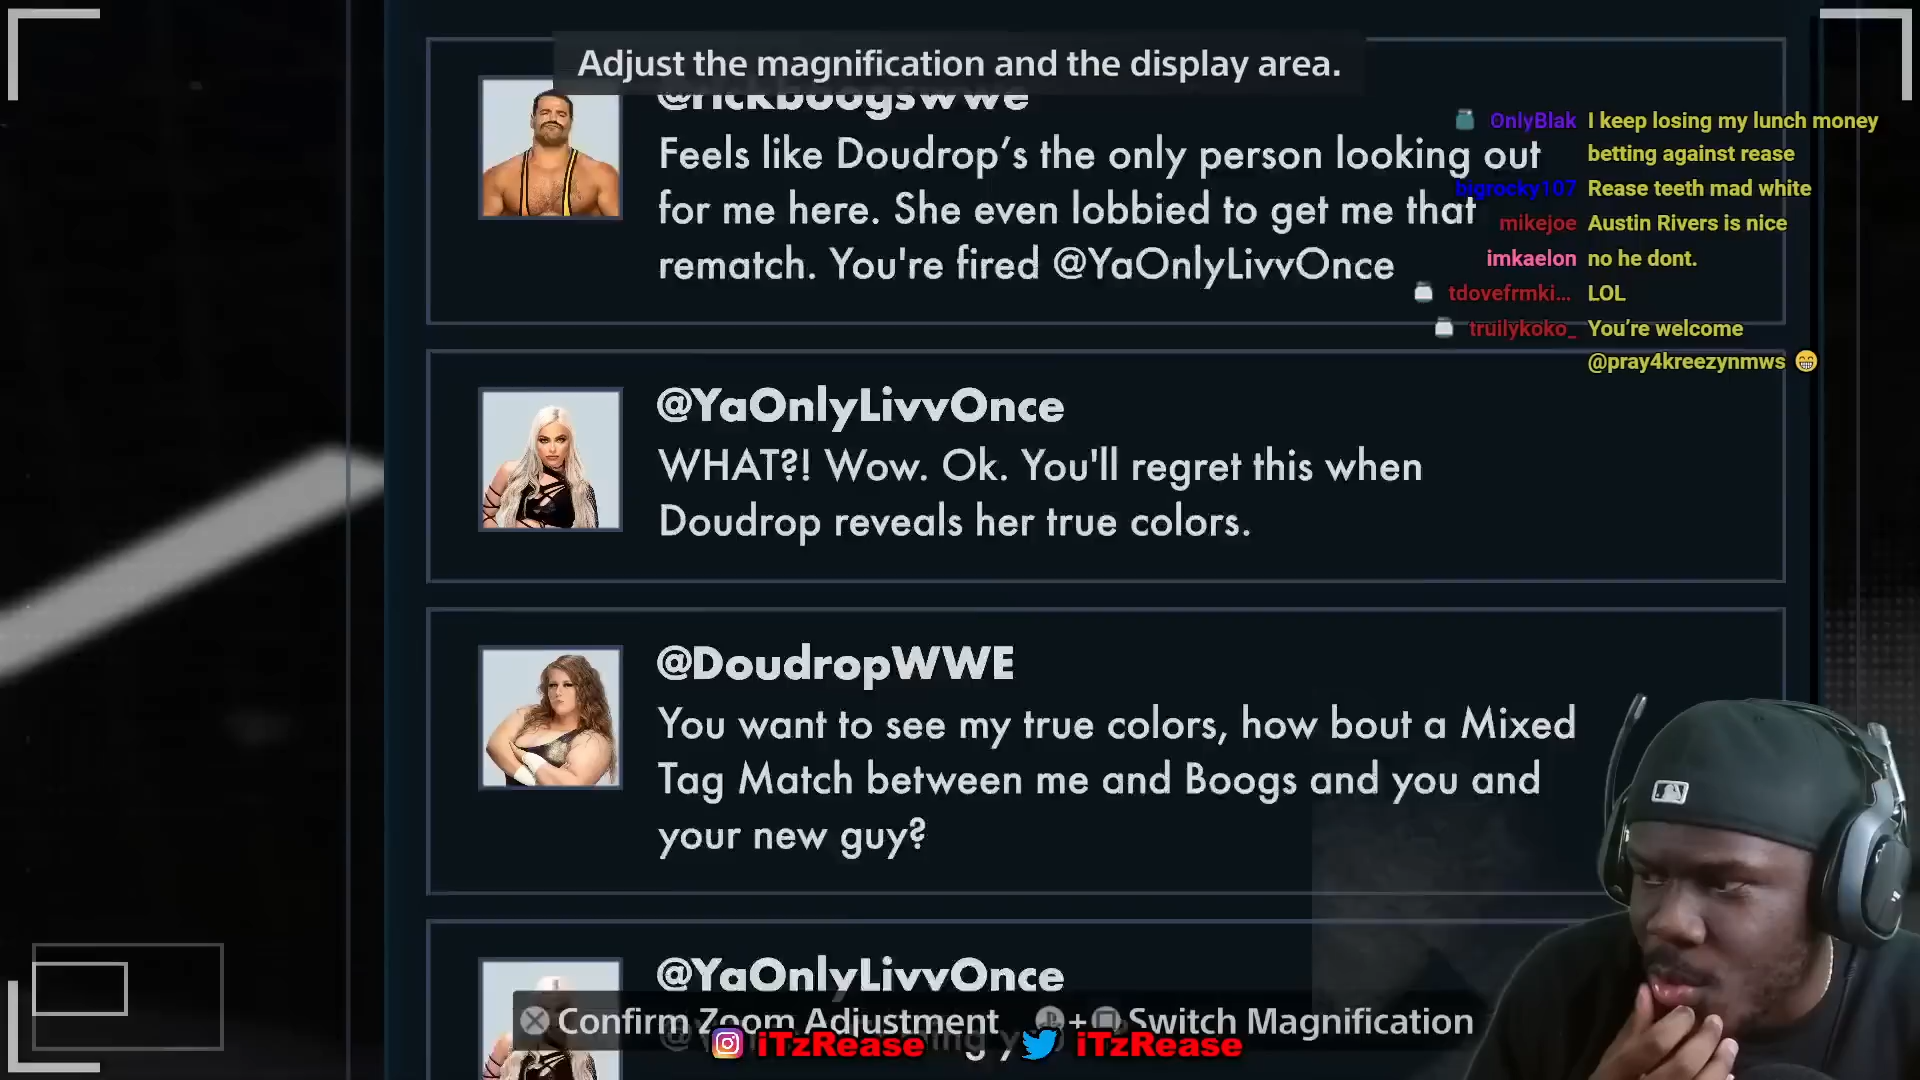 Adjust the magnification and the display area.
@rickboogswwe
Feels like Doudrop’s the only person looking out
for me here. She even lobbied to get me that
rematch. You're fired @YaOnlyLivvOnce
OnlyBlak I keep losing my lunch money
betting against rease
bigrocky107 Rease teeth mad white
mikejoe Austin Rivers is nice
imkaelon no he dont.
tdovefrmki... LOL
truilykoko_ You’re welcome
@pray4kreezynmws 😁
@YaOnlyLivvOnce
WHAT?! Wow. Ok. You'll regret this when
Doudrop reveals her true colors.
@DoudropWWE
You want to see my true colors, how bout a Mixed
Tag Match between me and Boogs and you and
your new guy?
@YaOnlyLivvOnce
Confirm Zoom Adjustment + Switch Magnification
iTzRease iTzRease